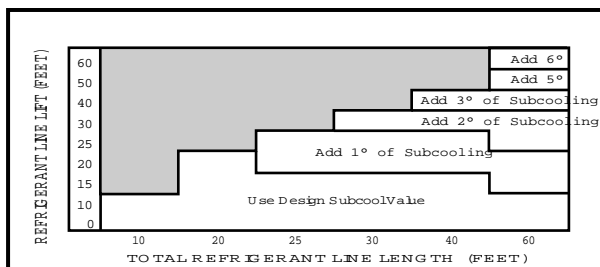 REFRIGERANT LINE LIFT (FEET)
60
50
40
30
25
20
15
10
0
Add 6°
Add 5°
Add 3° of Subcooling
Add 2° of Subcooling
Add 1° of Subcooling
Use Design Subcool Value
10 20 25 30 40 60
TOTAL REFRIGERANT LINE LENGTH (FEET)